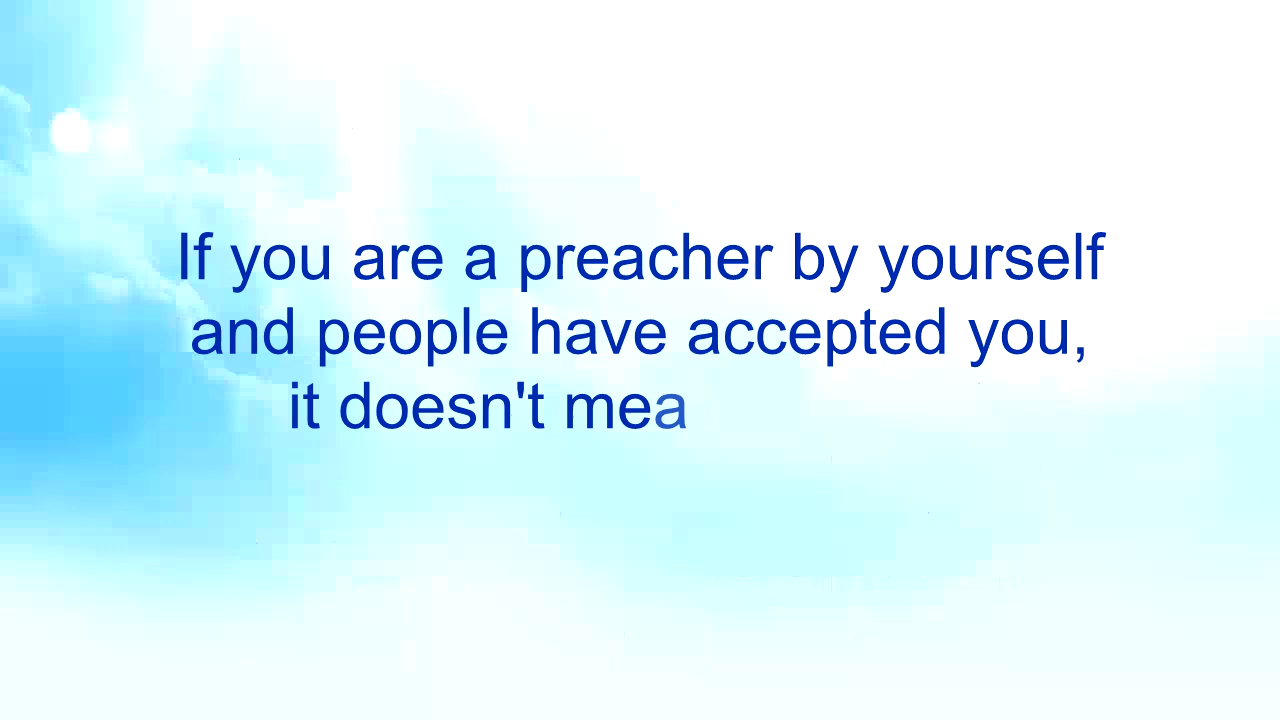 If you are a preacher by yourself
and people have accepted you,
it doesn't mea